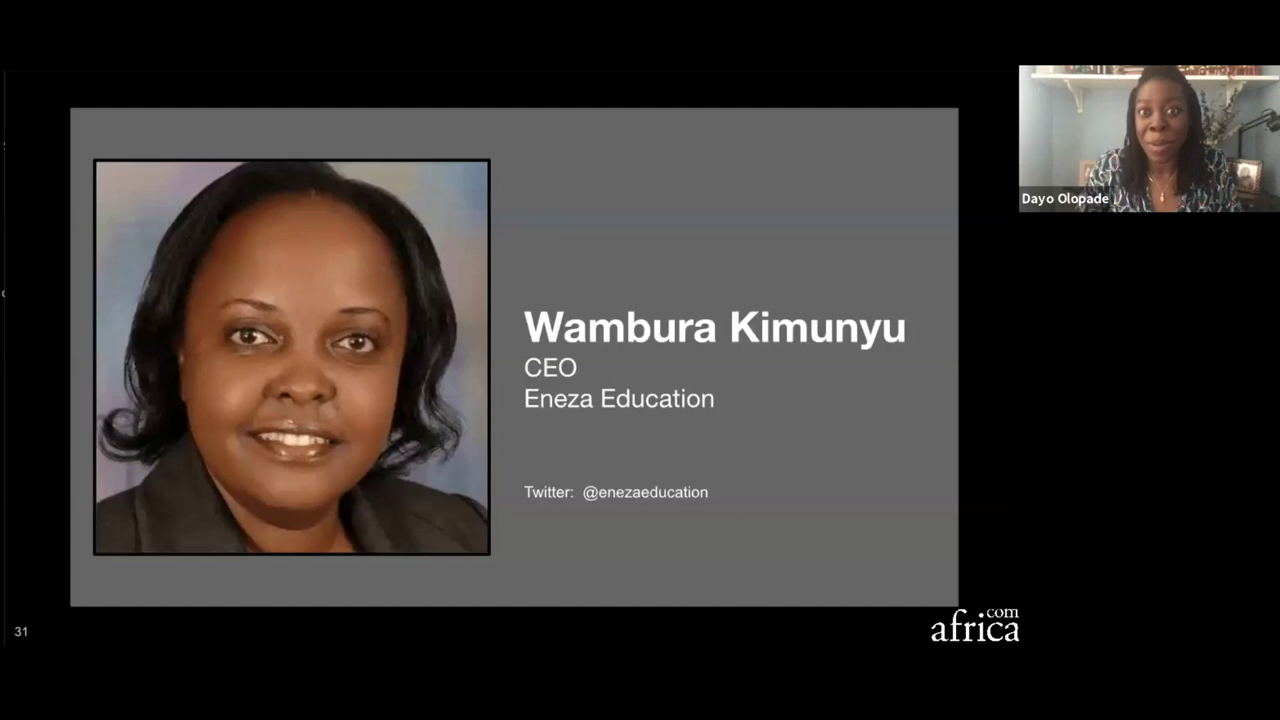 Wambura Kimunyu
CEO
Eneza Education
Twitter: @enezaeducation
Dayo Olopade
31
africa.com